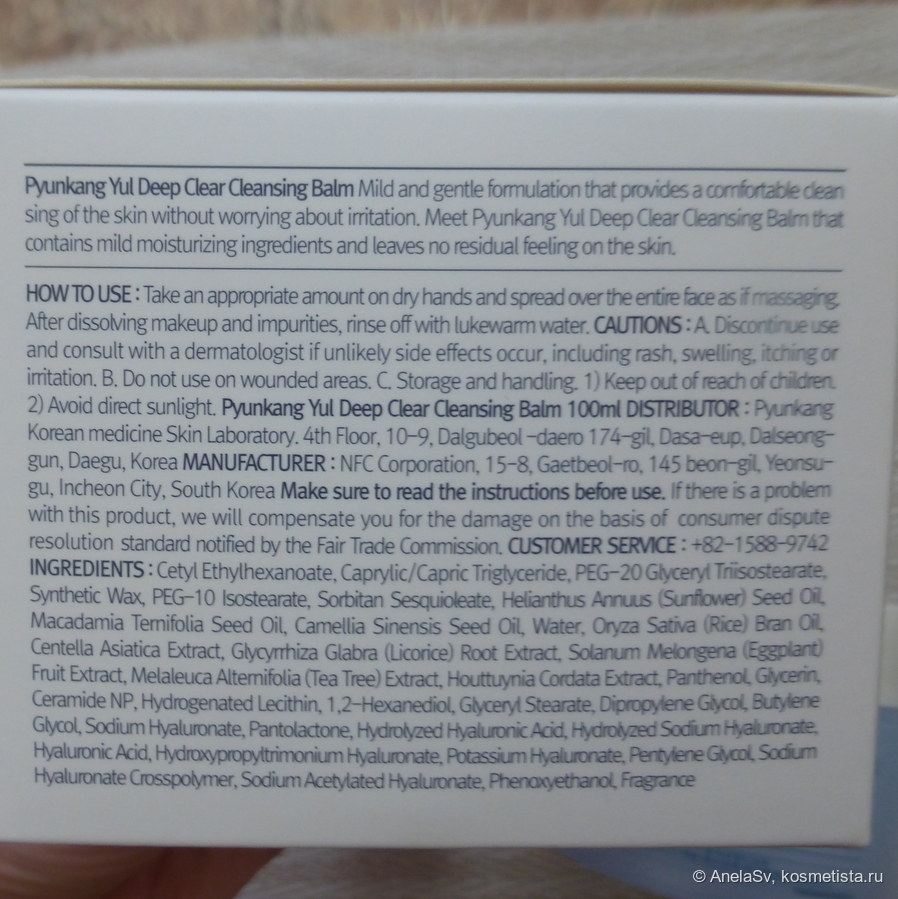 Pyunkang Yul Deep Clear Cleansing Balm Mild and gentle formulation that provides a comfortable clean
sing of the skin without worrying about irritation. Meet Pyunkang Yul Deep Clear Cleansing Balm that
contains mild moisturizing ingredients and leaves no residual feeling on the skin.
HOW TO USE : Take an appropriate amount on dry hands and spread over the entire face as if massaging.
After dissolving makeup and impurities, rinse off with lukewarm water. CAUTIONS : A. Discontinue use
and consult with a dermatologist if unlikely side effects occur, including rash, swelling, itching or
irritation. B. Do not use on wounded areas. C. Storage and handling. 1) Keep out of reach of children.
2) Avoid direct sunlight. Pyunkang Yul Deep Clear Cleansing Balm 100ml DISTRIBUTOR : Pyunkang
Korean medicine Skin Laboratory. 4th Floor, 10-9, Dalgubeol -daero 174-gil, Dasa-eup, Dalseong-
gun, Daegu, Korea MANUFACTURER : NFC Corporation, 15-8, Gaetbeol-ro, 145 beon-gil, Yeonsu-
gu, Incheon City, South Korea Make sure to read the instructions before use. If there is a problem
with this product, we will compensate you for the damage on the basis of consumer dispute
resolution standard notified by the Fair Trade Commission. CUSTOMER SERVICE : +82-1588-9742
INGREDIENTS : Cetyl Ethylhexanoate, Caprylic/Capric Triglyceride, PEG-20 Glyceryl Triisostearate,
Synthetic Wax, PEG-10 Isostearate, Sorbitan Sesquioleate, Helianthus Annuus (Sunflower) Seed Oil,
Macadamia Ternifolia Seed Oil, Camellia Sinensis Seed Oil, Water, Oryza Sativa (Rice) Bran Oil,
Centella Asiatica Extract, Glycyrrhiza Glabra (Licorice) Root Extract, Solanum Melongena (Eggplant)
Fruit Extract, Melaleuca Alternifolia (Tea Tree) Extract, Houttuynia Cordata Extract, Panthenol, Glycerin,
Ceramide NP, Hydrogenated Lecithin, 1,2-Hexanediol, Glyceryl Stearate, Dipropylene Glycol, Butylene
Glycol, Sodium Hyaluronate, Pantolactone, Hydrolyzed Hyaluronic Acid, Hydrolyzed Sodium Hyaluronate,
Hyaluronic Acid, Hydroxypropyltrimonium Hyaluronate, Potassium Hyaluronate, Pentylene Glycol, Sodium
Hyaluronate Crosspolymer, Sodium Acetylated Hyaluronate, Phenoxyethanol, Fragrance
© AnelaSv, kosmetista.ru